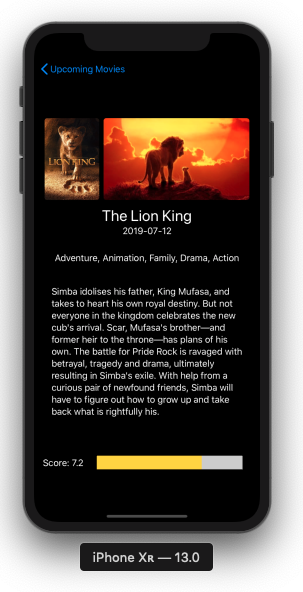 Upcoming Movies
THE
LION KING
The Lion King
2019-07-12
Adventure, Animation, Family, Drama, Action
Simba idolises his father, King Mufasa, and
takes to heart his own royal destiny. But not
everyone in the kingdom celebrates the new
cub's arrival. Scar, Mufasa's brother—and
former heir to the throne—has plans of his
own. The battle for Pride Rock is ravaged with
betrayal, tragedy and drama, ultimately
resulting in Simba's exile. With help from a
curious pair of newfound friends, Simba will
have to figure out how to grow up and take
back what is rightfully his.
Score: 7.2
iPhone Xʀ — 13.0